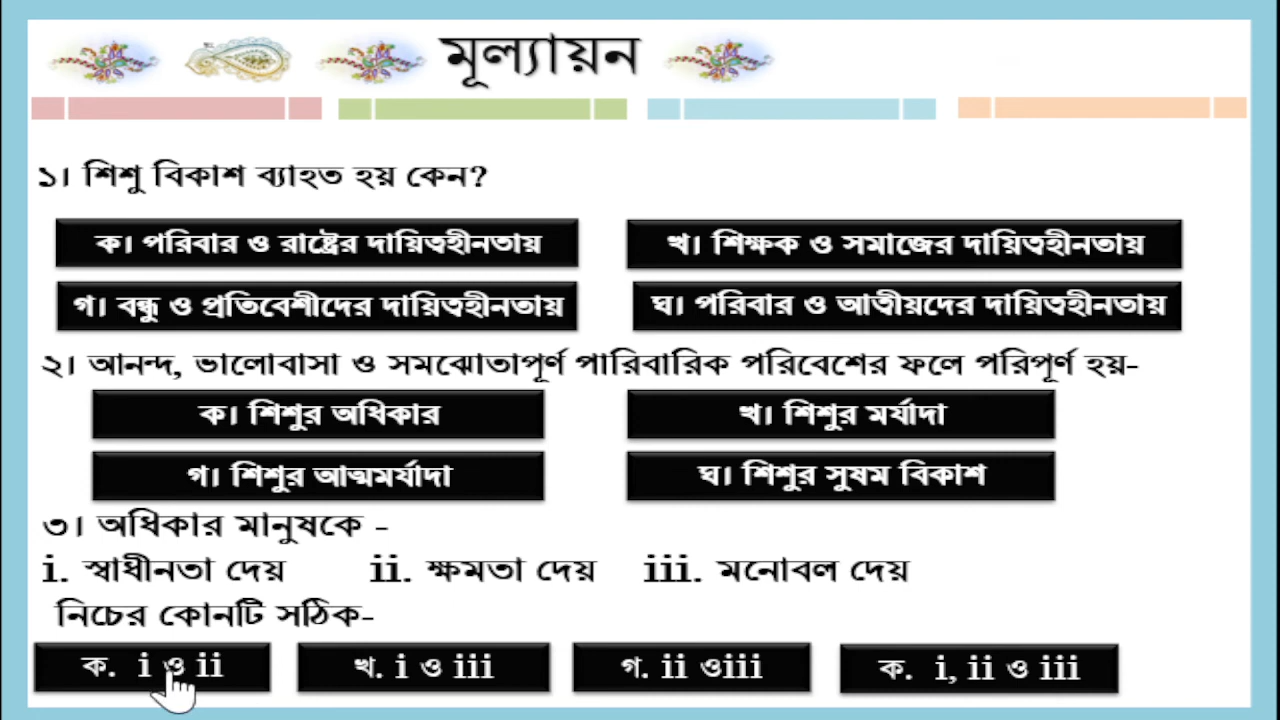 মূল্যায়ন
১। শিশু বিকাশ ব্যাহত হয় কেন?
ক। পরিবার ও রাষ্ট্রের দায়িত্বহীনতায় খ। শিক্ষক ও সমাজের দায়িত্বহীনতায়
গ। বন্ধু ও প্রতিবেশীদের দায়িত্বহীনতায় ঘ। পরিবার ও আত্নীয়দের দায়িত্বহীনতায়
২। আনন্দ, ভালোবাসা ও সমঝোতাপূর্ণ পারিবারিক পরিবেশের ফলে পরিপূর্ণ হয়-
ক। শিশুর অধিকার খ। শিশুর মর্যাদা
গ। শিশুর আত্মমর্যাদা ঘ। শিশুর সুষম বিকাশ
৩। অধিকার মানুষকে -
i. স্বাধীনতা দেয় ii. ক্ষমতা দেয় iii. মনোবল দেয়
নিচের কোনটি সঠিক-
ক. i ও ii খ. i ও iii গ. ii ওiii ক. i, ii ও iii